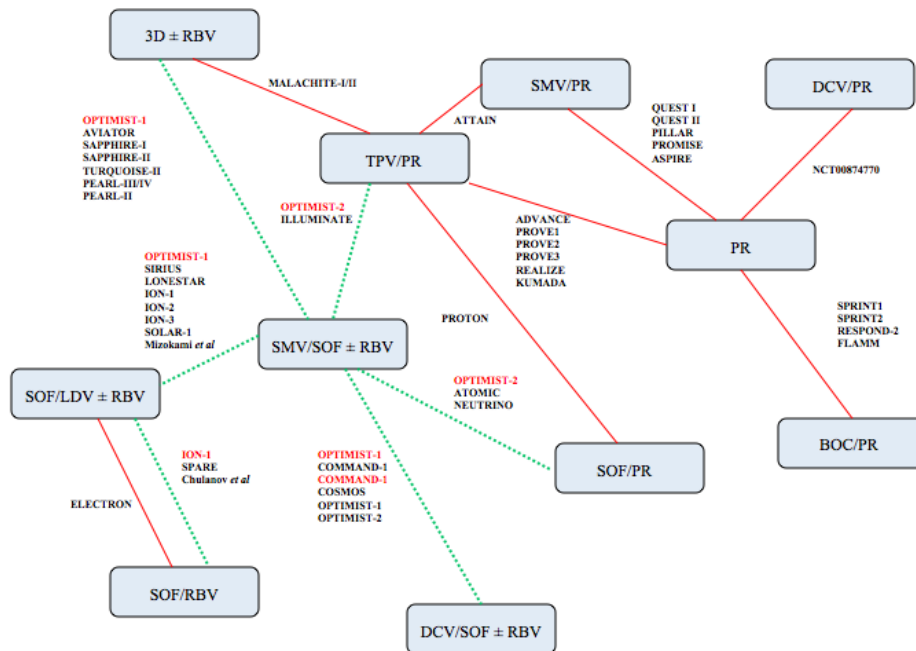 3D ± RBV
MALACHITE-I/II
SMV/PR
DCV/PR
ATTAIN
QUEST I
QUEST II
PILLAR
PROMISE
ASPIRE
OPTIMIST-1
AVIATOR
SAPPHIRE-I
SAPPHIRE-II
TURQUOISE-II
PEARL-III/IV
PEARL-II
TPV/PR
NCT00874770
OPTIMIST-2
ILLUMINATE
ADVANCE
PROVE1
PROVE2
PROVE3
REALIZE
KUMADA
PR
OPTIMIST-1
SIRIUS
LONESTAR
ION-1
ION-2
ION-3
SOLAR-1
Mizokami et al
PROTON
SPRINT1
SPRINT2
RESPOND-2
FLAMM
SMV/SOF ± RBV
SOF/LDV ± RBV
OPTIMIST-2
ATOMIC
NEUTRINO
BOC/PR
SOF/PR
ION-1
SPARE
Chulanov et al
OPTIMIST-1
COMMAND-1
COMMAND-1
COSMOS
OPTIMIST-1
OPTIMIST-2
ELECTRON
SOF/RBV
DCV/SOF ± RBV